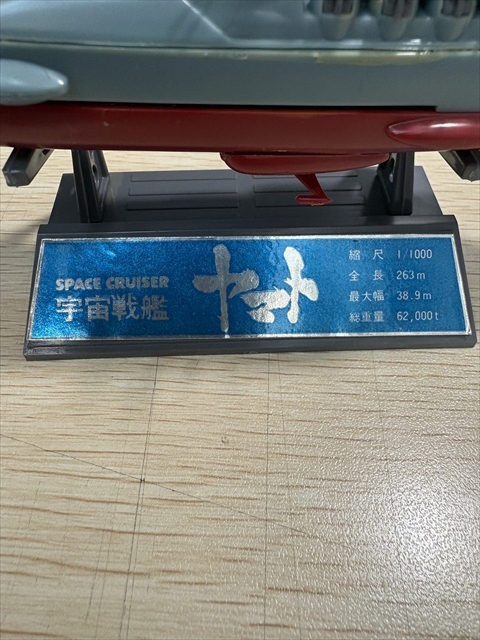 SPACE CRUISER
宇宙戦艦
ヤマト
縮尺 1/1000
全長 263m
最大幅 38.9m
総重量 62,000t